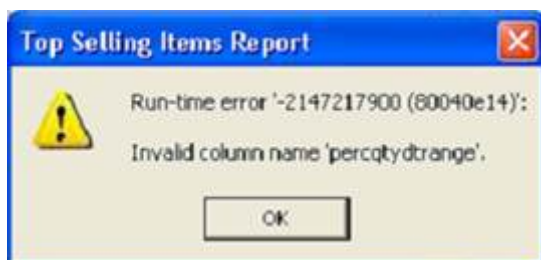 Top Selling Items Report
Run-time error '-2147217900 (80040e14)':
Invalid column name 'percqtydtrange'.
OK